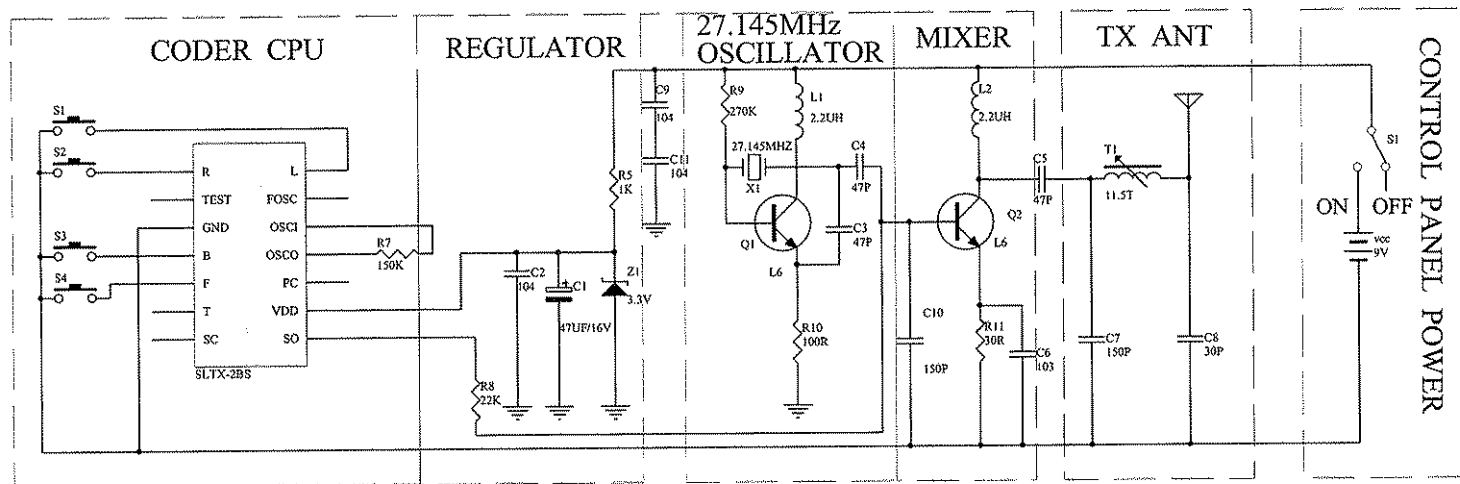 CODER CPU
REGULATOR
27.145MHz
OSCILLATOR
MIXER
TX ANT
CONTROL PANEL POWER
S1
S2
S3
S4
R
TEST
GND
B
F
T
SC
L
FOSC
OSCI
OSCO
PC
VDD
SO
SLTX-2BS
R7
150K
R8
22K
C2
104
C1
47UF/16V
Z1
3.3V
R5
1K
C9
104
C11
104
R9
270K
L1
2.2UH
27.145MHZ
X1
C4
47P
C3
47P
Q1
L6
R10
100R
L2
2.2UH
Q2
L6
C10
150P
R11
30R
C6
103
C5
47P
T1
11.5T
C7
150P
C8
30P
S1
ON
OFF
vcc
9V